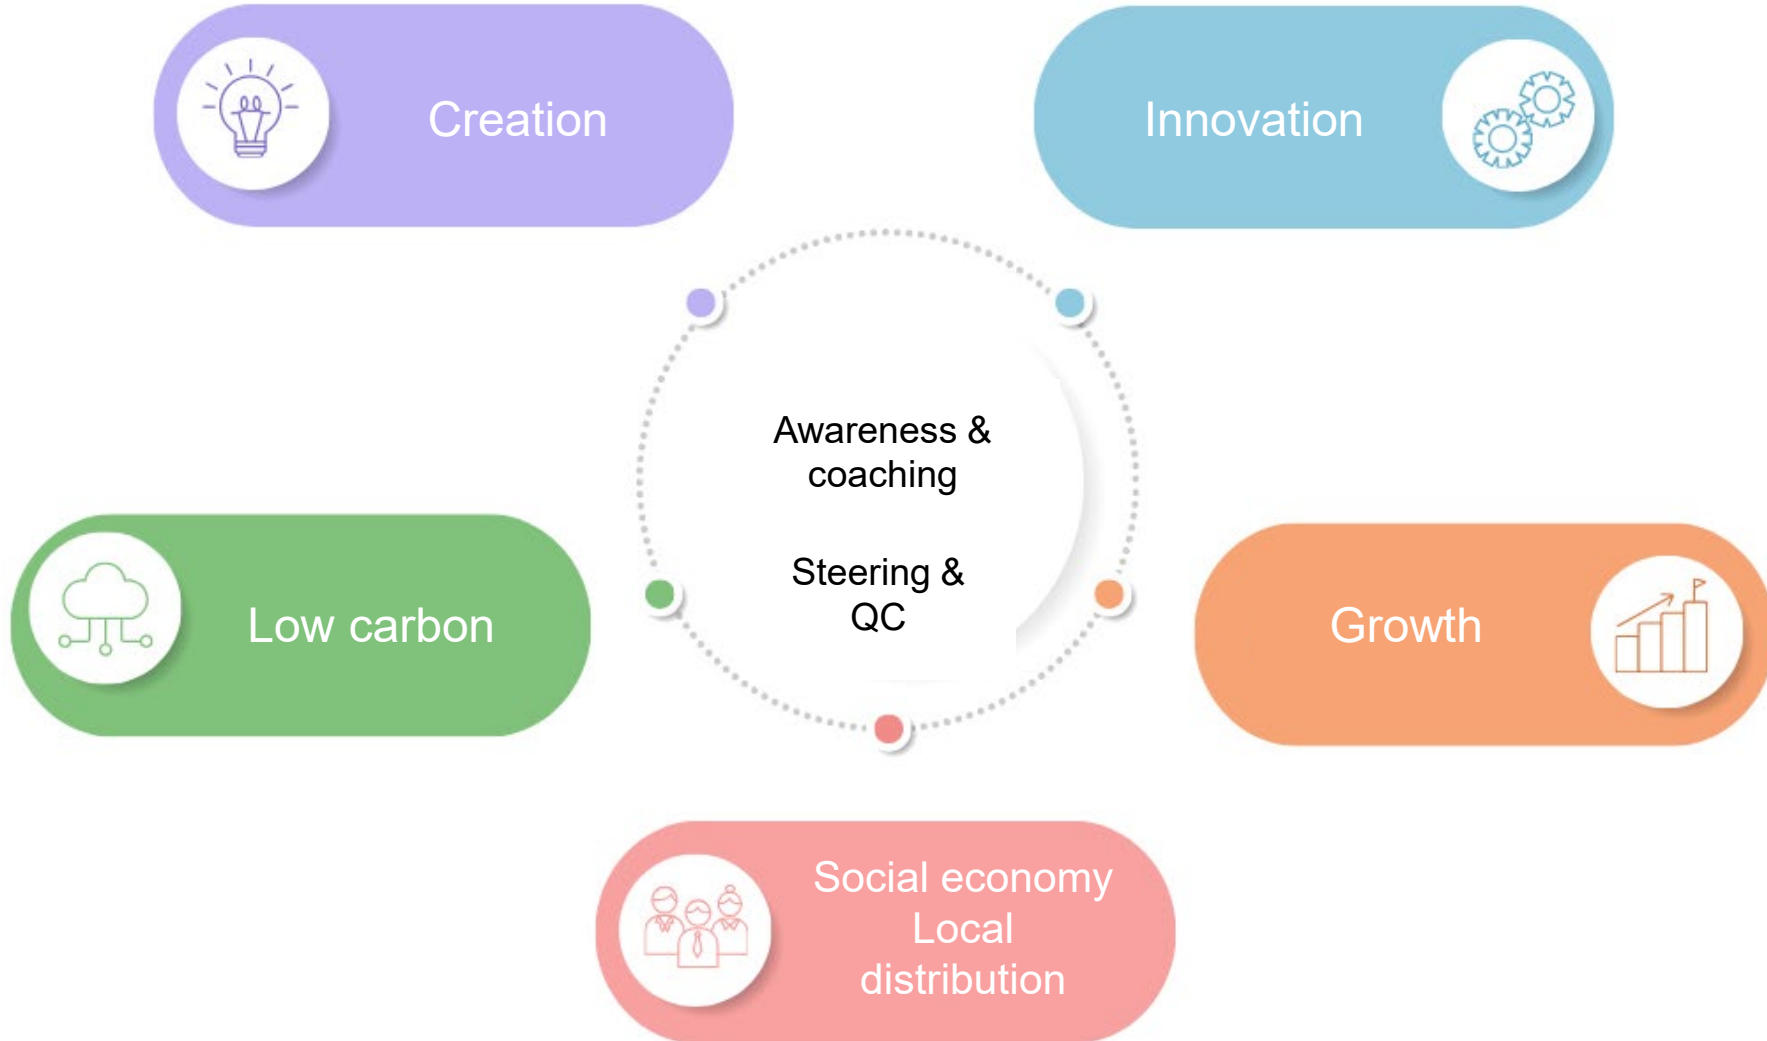 Creation
Innovation
Awareness &
coaching
Steering &
QC
Low carbon
Growth
Social economy
Local
distribution